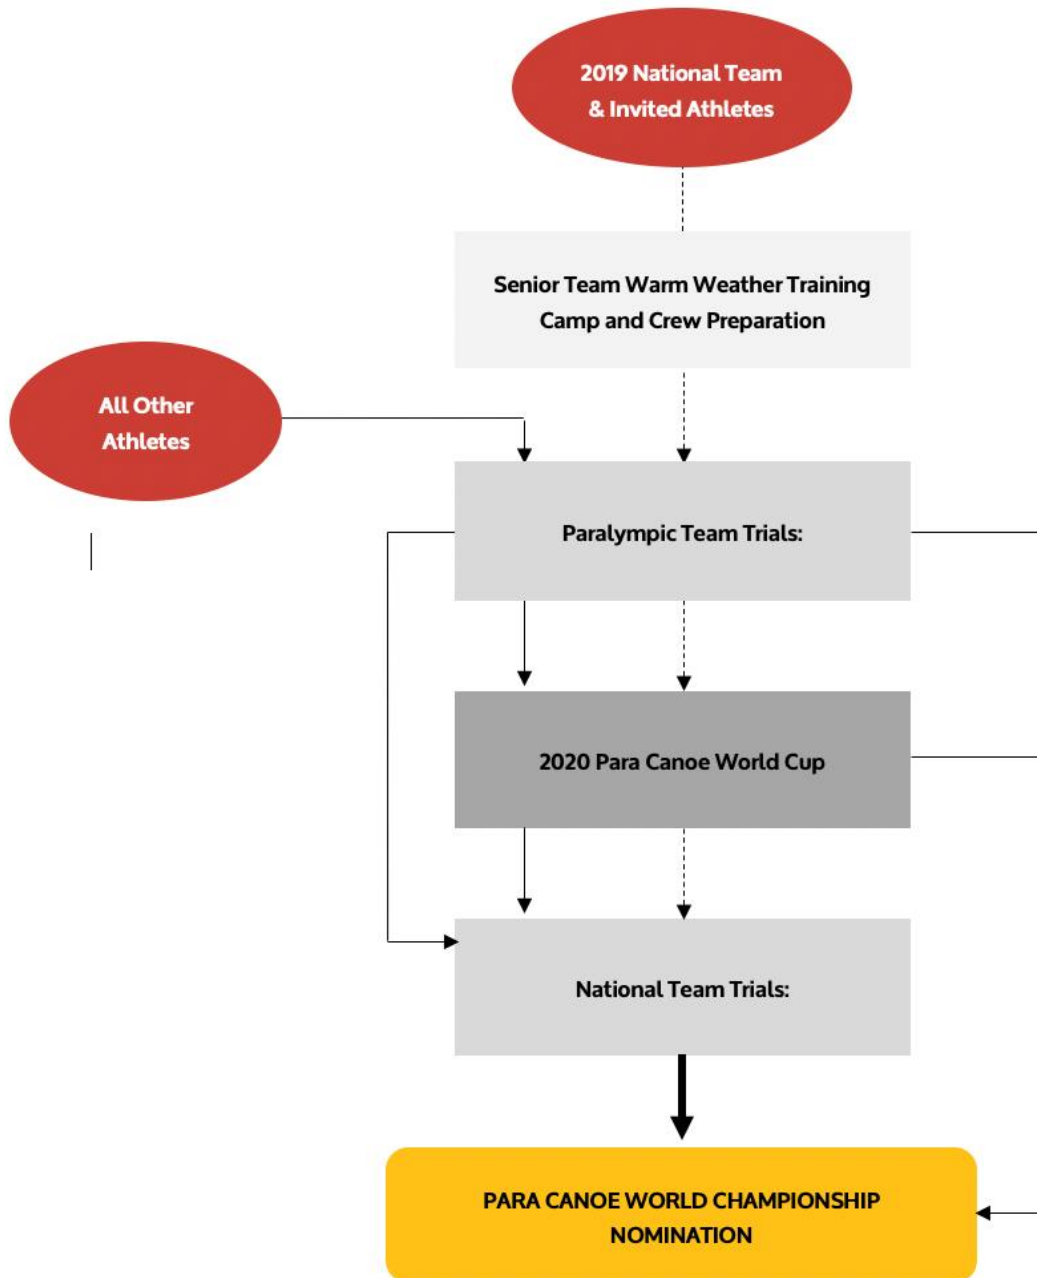 2019 National Team
& Invited Athletes
Senior Team Warm Weather Training
Camp and Crew Preparation
All Other
Athletes
Paralympic Team Trials:
2020 Para Canoe World Cup
National Team Trials:
PARA CANOE WORLD CHAMPIONSHIP
NOMINATION